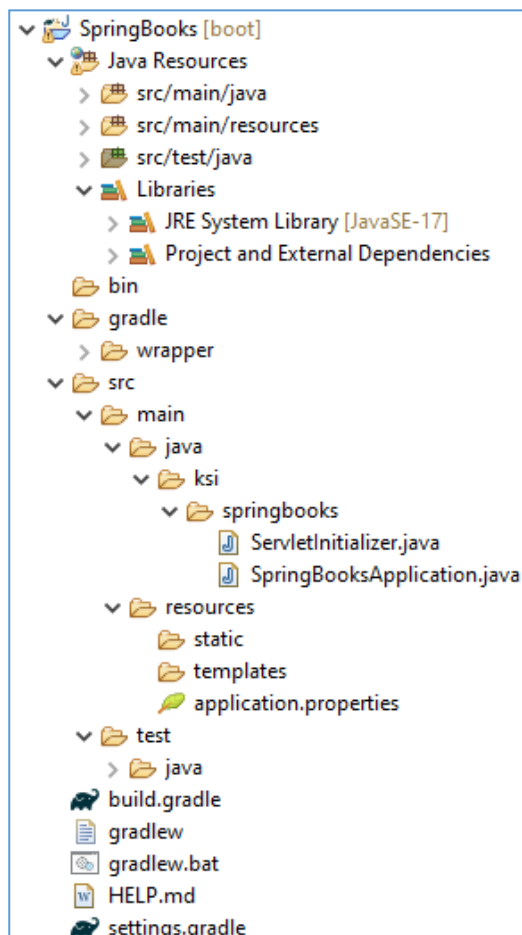 SpringBooks [boot]
Java Resources
src/main/java
src/main/resources
src/test/java
Libraries
JRE System Library [JavaSE-17]
Project and External Dependencies
bin
gradle
wrapper
src
main
java
ksi
springbooks
ServletInitializer.java
SpringBooksApplication.java
resources
static
templates
application.properties
test
java
build.gradle
gradlew
gradlew.bat
HELP.md
settings.gradle